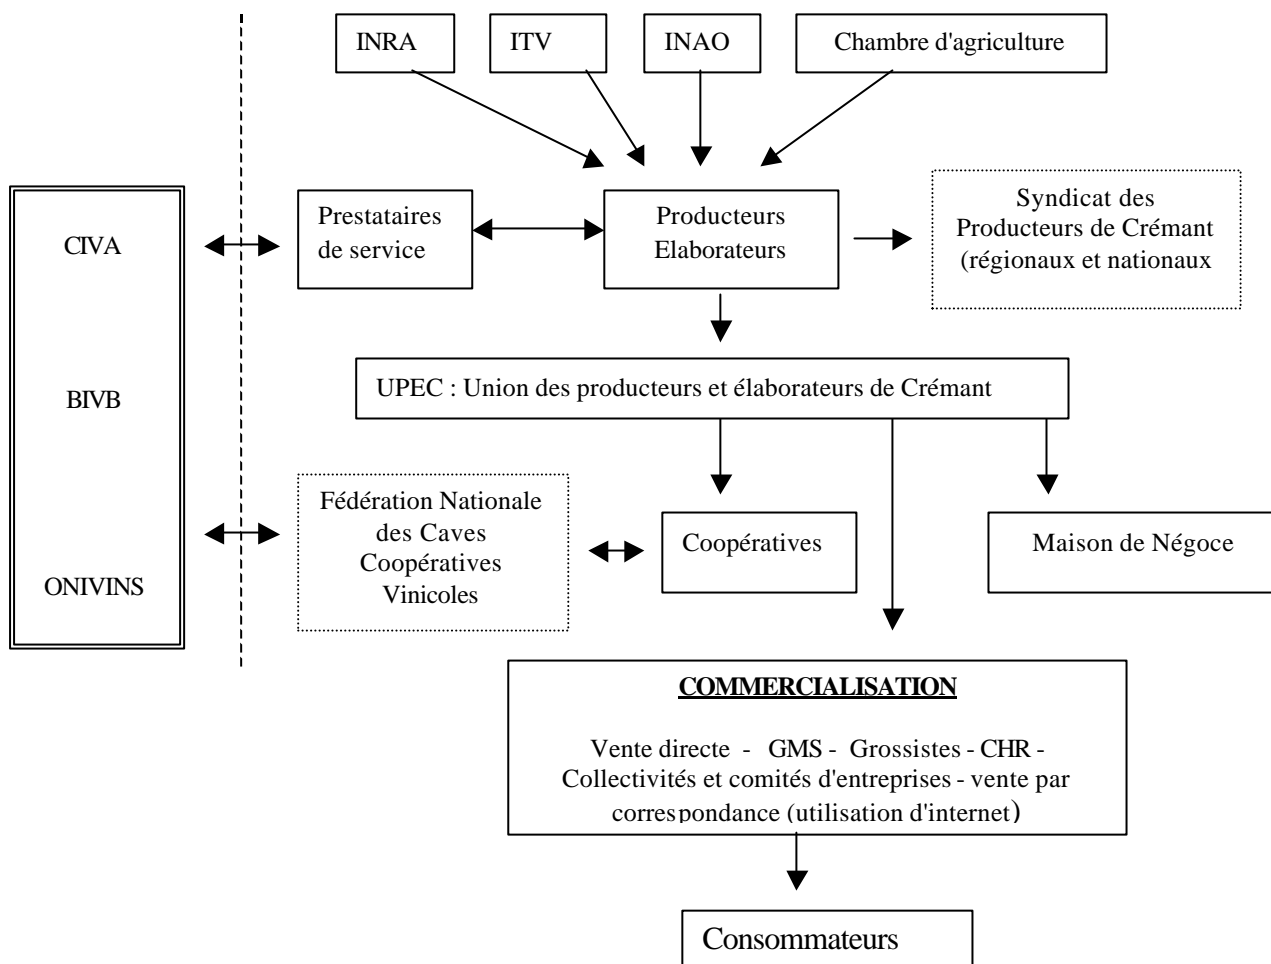 INRA
ITV
INAO
Chambre d'agriculture
CIVA
BIVB
ONIVINS
Prestataires
de service
Producteurs
Elaborateurs
Syndicat des
Producteurs de Crémant
(régionaux et nationaux
UPEC : Union des producteurs et élaborateurs de Crémant
Fédération Nationale
des Caves
Coopératives
Vinicoles
Coopératives
Maison de Négoce
COMMERCIALISATION
Vente directe - GMS - Grossistes - CHR -
Collectivités et comités d'entreprises - vente par
correspondance (utilisation d'internet)
Consommateurs